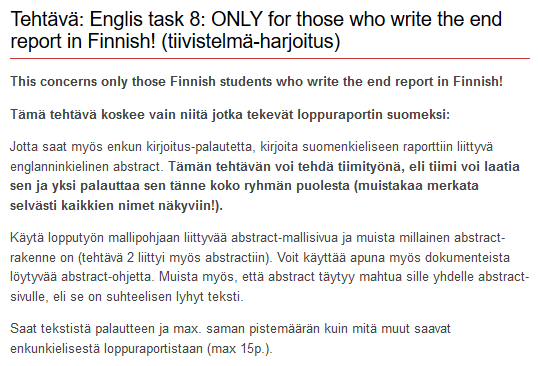 Tehtävä: Englis task 8: ONLY for those who write the end
report in Finnish! (tiivistelmä-harjoitus)
This concerns only those Finnish students who write the end report in Finnish!
Tämä tehtävä koskee vain niitä jotka tekevät loppuraportin suomeksi:
Jotta saat myös enkun kirjoitus-palautetta, kirjoita suomenkieliseen raporttiin liittyvä
englanninkielinen abstract. Tämän tehtävän voi tehdä tiimityönä, eli tiimi voi laatia
sen ja yksi palauttaa sen tänne koko ryhmän puolesta (muistakaa merkata
selvästi kaikkien nimet näkyviin!).
Käytä lopputyön mallipohjaan liittyvää abstract-mallisivua ja muista millainen abstract-
rakenne on (tehtävä 2 liittyi myös abstractiin). Voit käyttää apuna myös dokumenteista
löytyvää abstract-ohjetta. Muista myös, että abstract täytyy mahtua sille yhdelle abstract-
sivulle, eli se on suhteelisen lyhyt teksti.
Saat tekstistä palautteen ja max. saman pistemäärän kuin mitä muut saavat
enkunkielisestä loppuraportistaan (max 15p.).